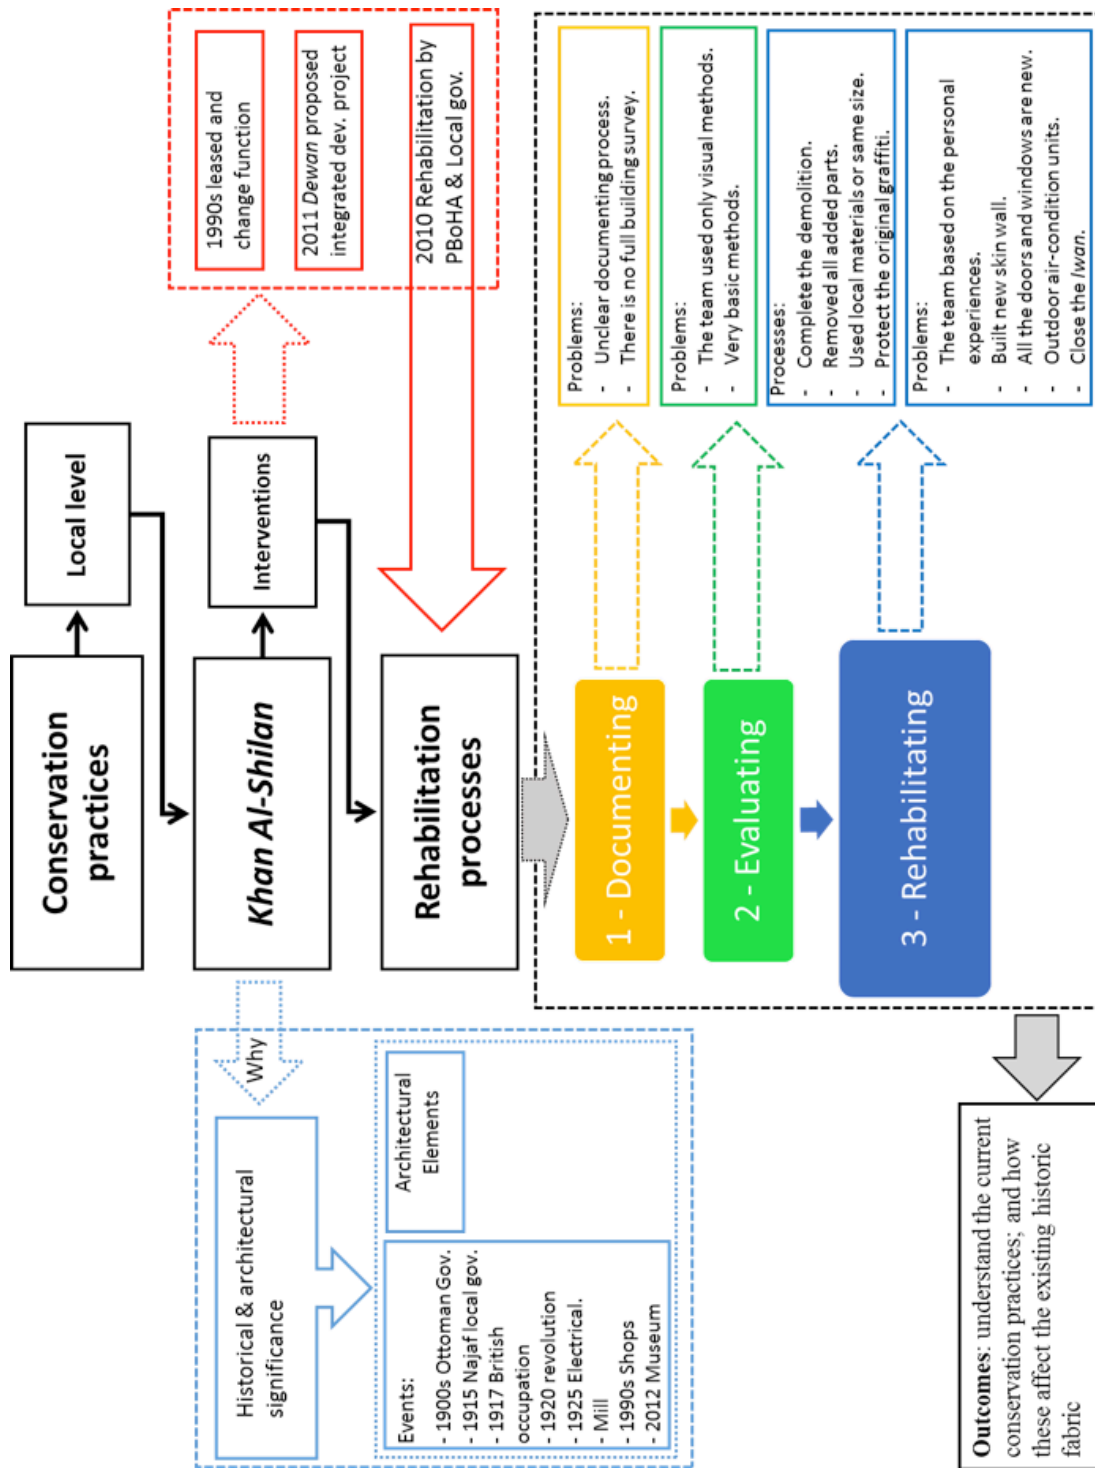 Conservation
practices
Local level
Khan Al-Shilan
Interventions
Rehabilitation
processes
1990s leased and
change function
2011 Dewan proposed
integrated dev. project
2010 Rehabilitation by
PBoHA & Local gov.
Why
Historical & architectural
significance
Events:
- 1900s Ottoman Gov.
- 1915 Najaf local gov.
- 1917 British
occupation
- 1920 revolution
- 1925 Electrical.
- Mill
- 1990s Shops
- 2012 Museum
Architectural
Elements
1 - Documenting
Problems:
- Unclear documenting process.
- There is no full building survey.
2 - Evaluating
Problems:
- The team used only visual methods.
- Very basic methods.
3 - Rehabilitating
Processes:
- Complete the demolition.
- Removed all added parts.
- Used local materials or same size.
- Protect the original graffiti.
Problems:
- The team based on the personal
experiences.
- Built new skin wall.
- All the doors and windows are new.
- Outdoor air-condition units.
- Close the Iwan.
Outcomes: understand the current
conservation practices; and how
these affect the existing historic
fabric